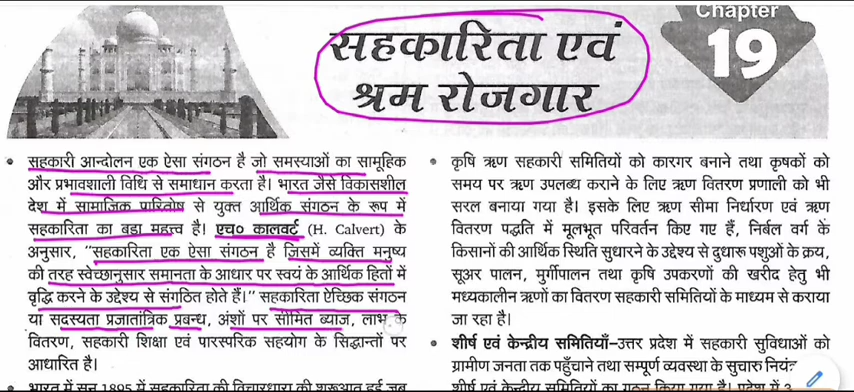 Chapter
19
सहकारिता एवं
श्रम रोजगार
• सहकारी आन्दोलन एक ऐसा संगठन है जो समस्याओं का सामूहिक
और प्रभावशाली विधि से समाधान करता है। भारत जैसे विकासशील
देश में सामाजिक परितोष से युक्त आर्थिक संगठन के रूप में
सहकारिता का बड़ा महत्त्व है। एच० कालवर्ट (H. Calvert) के
अनुसार, "सहकारिता एक ऐसा संगठन है जिसमें व्यक्ति मनुष्य
की तरह स्वेच्छानुसार समानता के आधार पर स्वयं के आर्थिक हितों में
वृद्धि करने के उद्देश्य से संगठित होते हैं।" सहकारिता ऐच्छिक संगठन
या सदस्यता प्रजातांत्रिक प्रबन्ध, अंशों पर सीमित ब्याज, लाभ के
वितरण, सहकारी शिक्षा एवं पारस्परिक सहयोग के सिद्धान्तों पर
आधारित है।
• भारत में सन् 1895 में सहकारिता की विचारधारा की शुरुआत हुई जब
• कृषि ऋण सहकारी समितियों को कारगर बनाने तथा कृषकों को
समय पर ऋण उपलब्ध कराने के लिए ऋण वितरण प्रणाली को भी
सरल बनाया गया है। इसके लिए ऋण सीमा निर्धारण एवं ऋण
वितरण पद्धति में मूलभूत परिवर्तन किए गए हैं, निर्बल वर्ग के
किसानों की आर्थिक स्थिति सुधारने के उद्देश्य से दुधारू पशुओं के क्रय,
सूअर पालन, मुर्गीपालन तथा कृषि उपकरणों की खरीद हेतु भी
मध्यकालीन ऋणों का वितरण सहकारी समितियों के माध्यम से कराया
जा रहा है।
• शीर्ष एवं केन्द्रीय समितियाँ–उत्तर प्रदेश में सहकारी सुविधाओं को
ग्रामीण जनता तक पहुँचाने तथा सम्पूर्ण व्यवस्था के सुचारु
शीर्ष एवं केन्द्रीय समितियों का गठन किया गया है। प्रदेश में